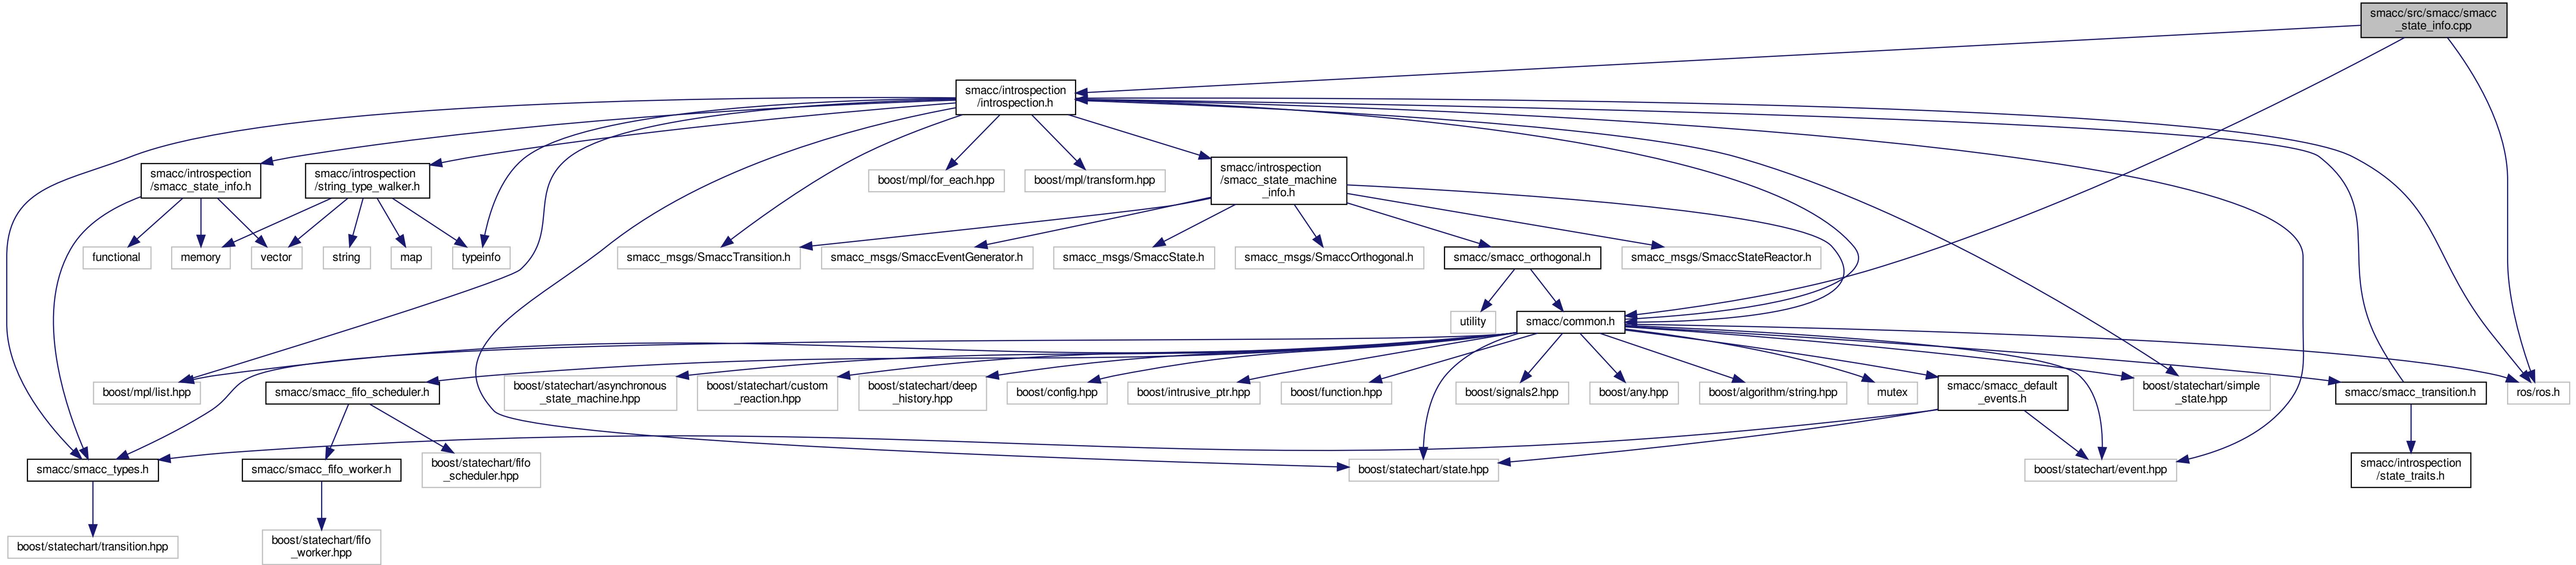 smacc/src/smacc/smacc
_state_info.cpp
smacc/introspection
/introspection.h
smacc/introspection
/smacc_state_info.h
smacc/introspection
/string_type_walker.h
boost/mpl/for_each.hpp
boost/mpl/transform.hpp
smacc/introspection
/smacc_state_machine
_info.h
functional
memory
vector
string
map
typeinfo
smacc_msgs/SmaccTransition.h
smacc_msgs/SmaccEventGenerator.h
smacc_msgs/SmaccState.h
smacc_msgs/SmaccOrthogonal.h
smacc/smacc_orthogonal.h
smacc_msgs/SmaccStateReactor.h
utility
smacc/common.h
boost/mpl/list.hpp
smacc/smacc_fifo_scheduler.h
boost/statechart/asynchronous
_state_machine.hpp
boost/statechart/custom
_reaction.hpp
boost/statechart/deep
_history.hpp
boost/config.hpp
boost/intrusive_ptr.hpp
boost/function.hpp
boost/signals2.hpp
boost/any.hpp
boost/algorithm/string.hpp
mutex
smacc/smacc_default
_events.h
boost/statechart/simple
_state.hpp
smacc/smacc_transition.h
ros/ros.h
smacc/smacc_types.h
smacc/smacc_fifo_worker.h
boost/statechart/fifo
_scheduler.hpp
boost/statechart/state.hpp
boost/statechart/event.hpp
smacc/introspection
/state_traits.h
boost/statechart/transition.hpp
boost/statechart/fifo
_worker.hpp